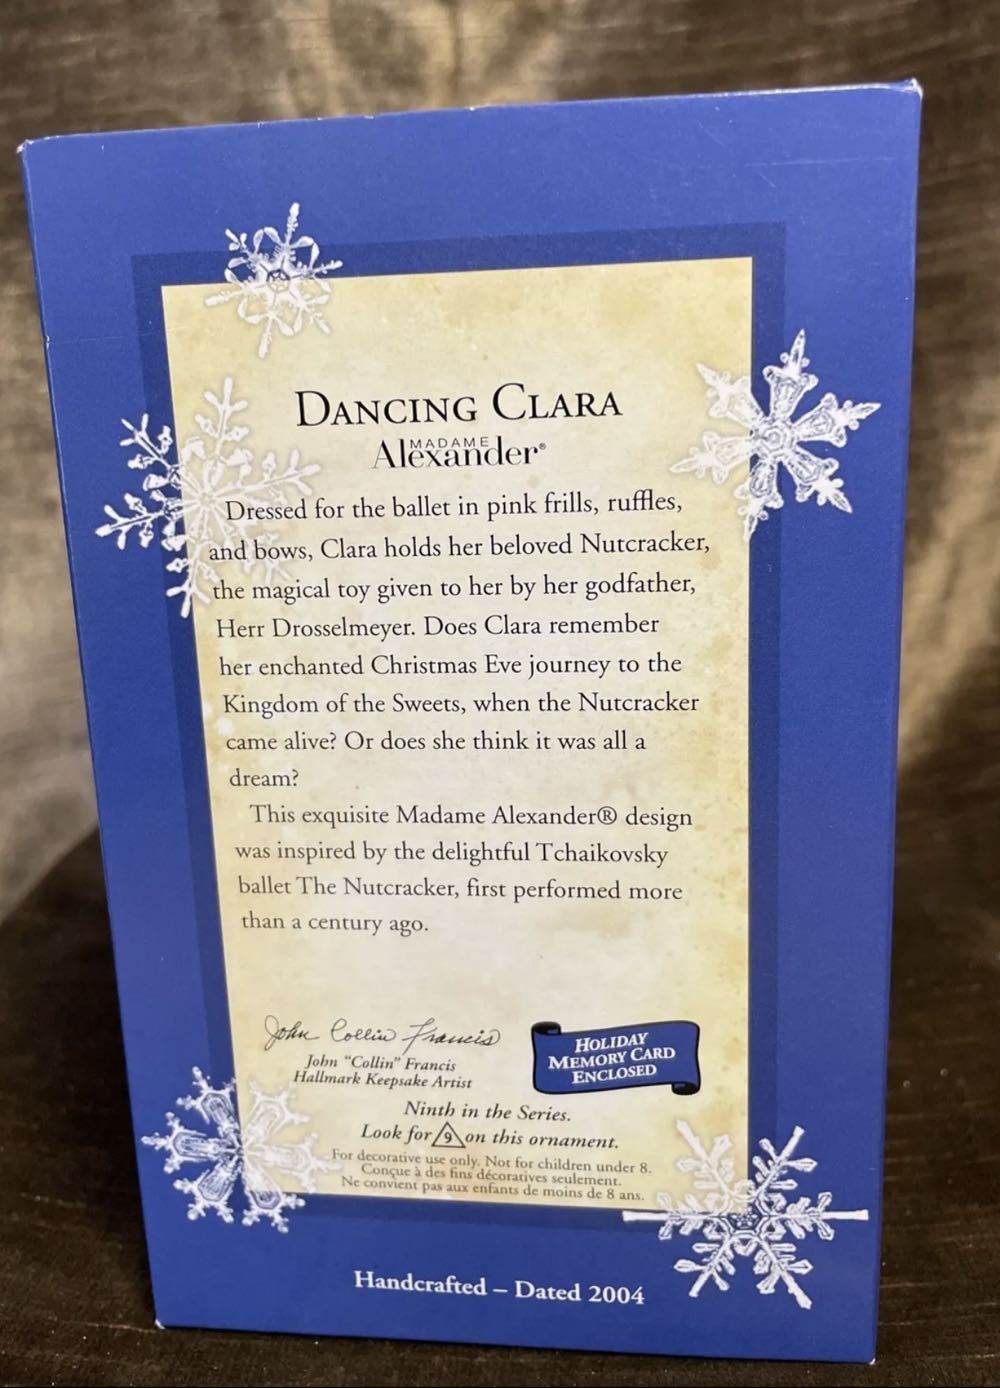 DANCING CLARA
MADAME
Alexander®
Dressed for the ballet in pink frills, ruffles,
and bows, Clara holds her beloved Nutcracker,
the magical toy given to her by her godfather,
Herr Drosselmeyer. Does Clara remember
her enchanted Christmas Eve journey to the
Kingdom of the Sweets, when the Nutcracker
came alive? Or does she think it was all a
dream?
This exquisite Madame Alexander® design
was inspired by the delightful Tchaikovsky
ballet The Nutcracker, first performed more
than a century ago.
John Collin Francis
John "Collin" Francis
Hallmark Keepsake Artist
HOLIDAY
MEMORY CARD
ENCLOSED
Ninth in the Series.
Look for 9 on this ornament.
For decorative use only. Not for children under 8.
Conçue à des fins décoratives seulement.
Ne convient pas aux enfants de moins de 8 ans.
Handcrafted – Dated 2004